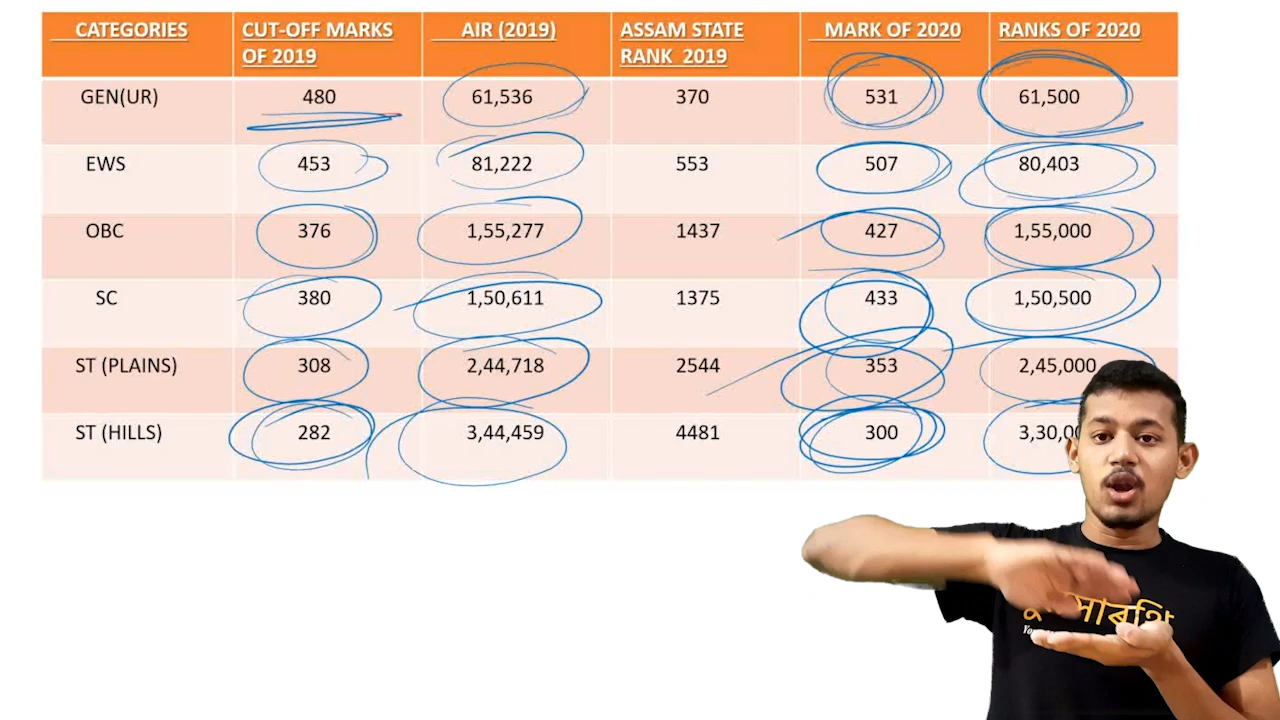 CATEGORIES CUT-OFF MARKS OF 2019 AIR (2019) ASSAM STATE RANK 2019 MARK OF 2020 RANKS OF 2020
GEN(UR) 480 61,536 370 531 61,500
EWS 453 81,222 553 507 80,403
OBC 376 1,55,277 1437 427 1,55,000
SC 380 1,50,611 1375 433 1,50,500
ST (PLAINS) 308 2,44,718 2544 353 2,45,000
ST (HILLS) 282 3,44,459 4481 300